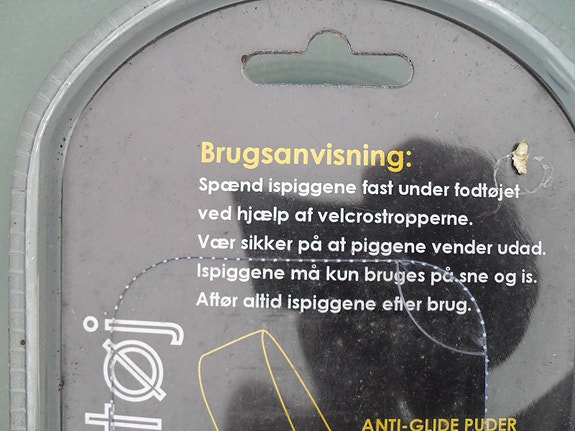 Brugsanvisning:
Spænd ispiggene fast under fodtøjet
ved hjælp af velcrostropperne.
Vær sikker på at piggene vender udad.
Ispiggene må kun bruges på sne og is.
Aftør altid ispiggene efter brug.
tøj
ANTI-GLIDE PUDER